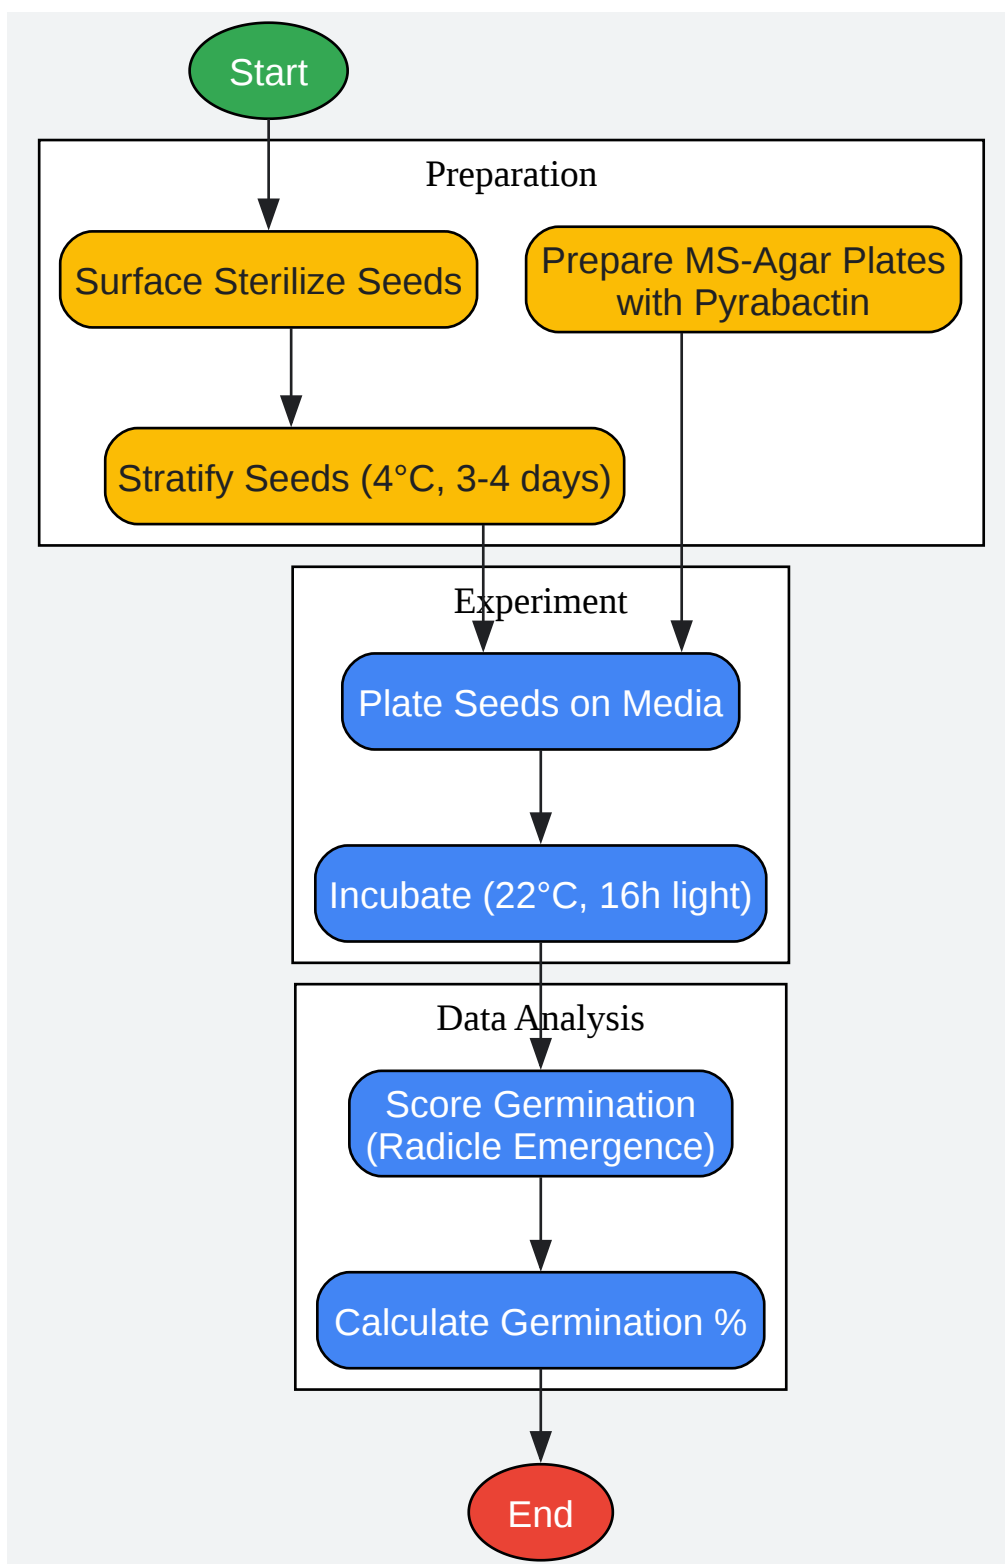 Start
Preparation
Surface Sterilize Seeds
Prepare MS-Agar Plates
with Pyrabactin
Stratify Seeds (4°C, 3-4 days)
Experiment
Plate Seeds on Media
Incubate (22°C, 16h light)
Data Analysis
Score Germination
(Radicle Emergence)
Calculate Germination %
End